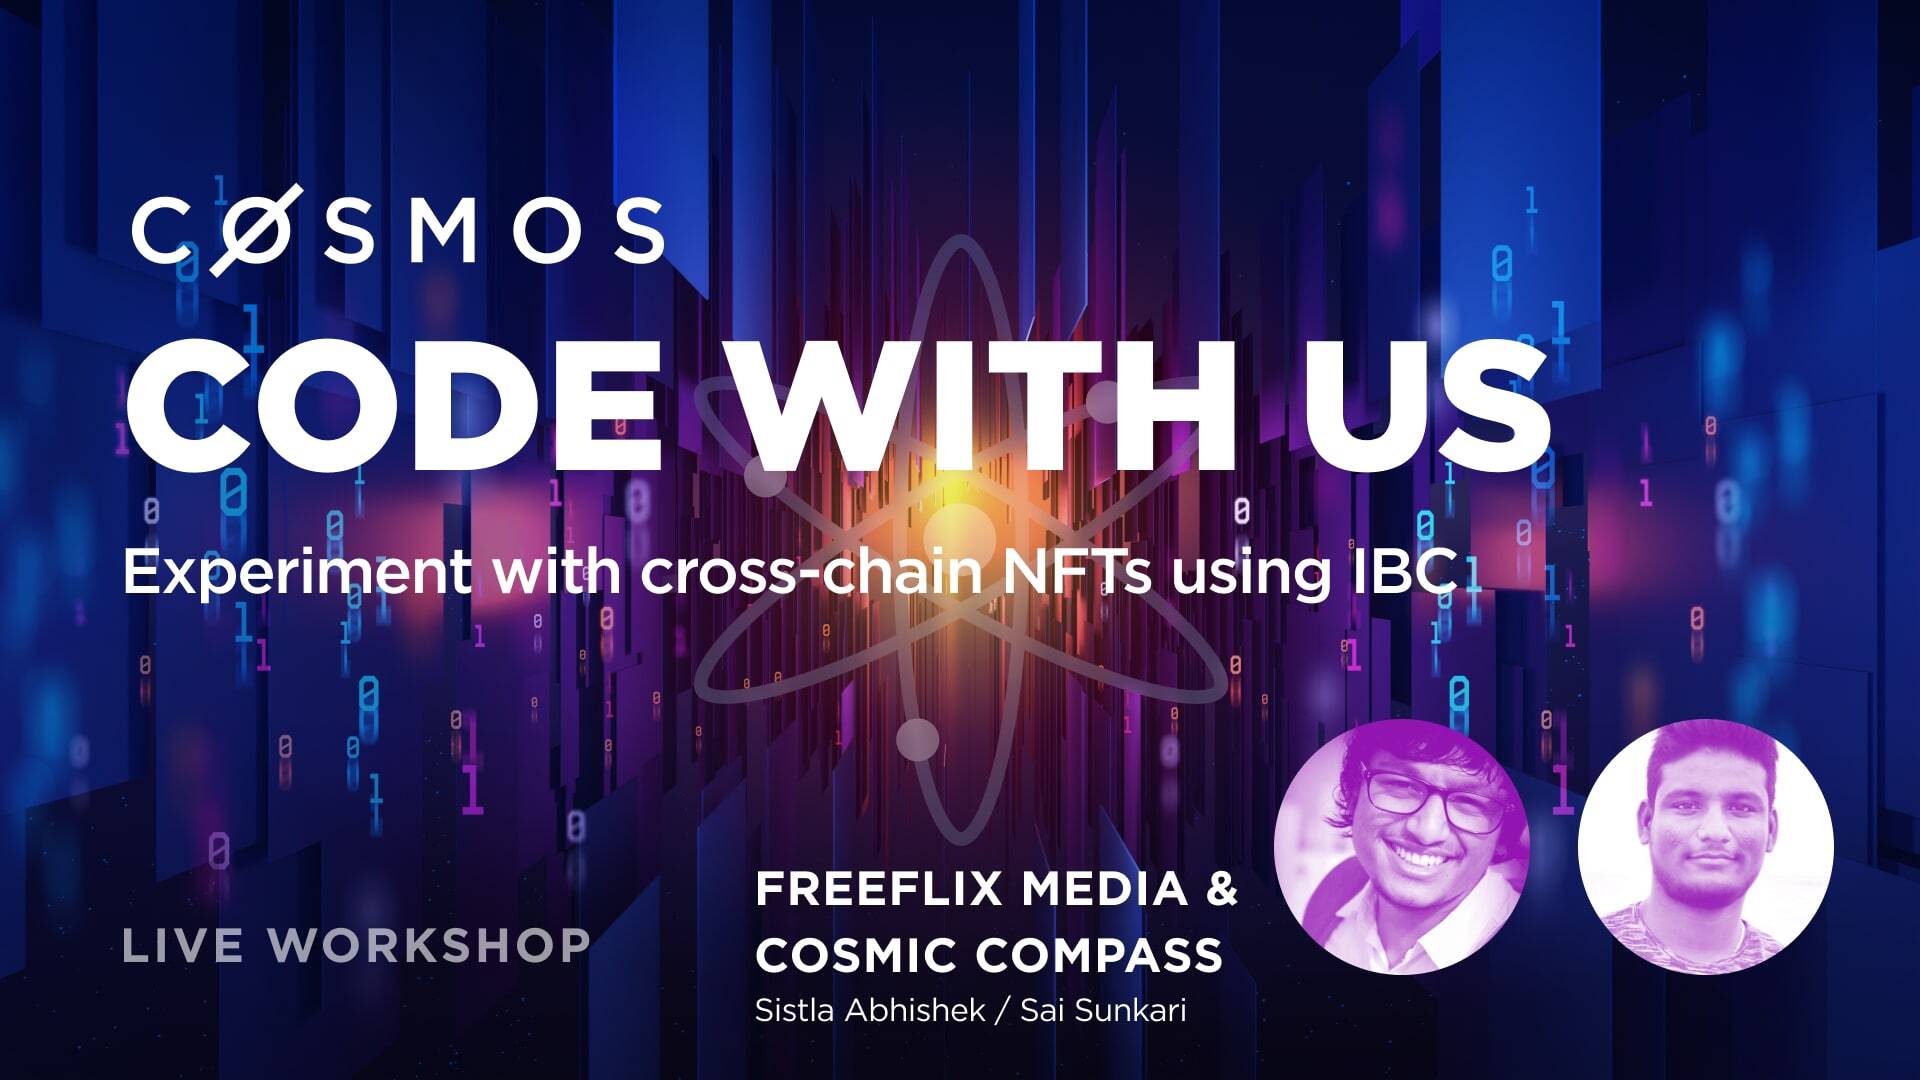 COSMOS
CODE WITH US
Experiment with cross-chain NFTs using IBC
LIVE WORKSHOP
FREEFLIX MEDIA &
COSMIC COMPASS
Sistla Abhishek / Sai Sunkari